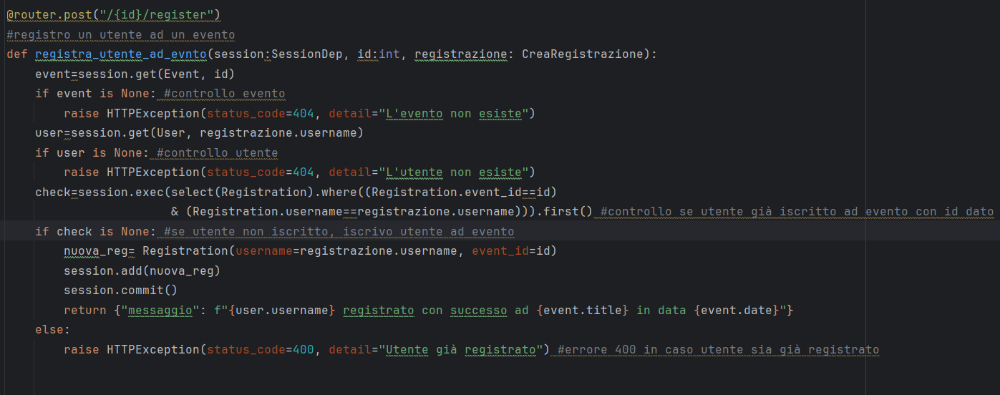 @router.post("/{id}/register")
#registro un utente ad un evento
def registra_utente_ad_evnto(session:SessionDep, id:int, registrazione: CreaRegistrazione):
    event=session.get(Event, id)
    if event is None: #controllo evento
        raise HTTPException(status_code=404, detail="L'evento non esiste")
    user=session.get(User, registrazione.username)
    if user is None: #controllo utente
        raise HTTPException(status_code=404, detail="L'utente non esiste")
    check=session.exec(select(Registration).where((Registration.event_id==id)
                       & (Registration.username==registrazione.username))).first() #controllo se utente già iscritto ad evento con id dato
    if check is None: #se utente non iscritto, iscrivo utente ad evento
        nuova_reg= Registration(username=registrazione.username, event_id=id)
        session.add(nuova_reg)
        session.commit()
        return {"messaggio": f"{user.username} registrato con successo ad {event.title} in data {event.date}"}
    else:
        raise HTTPException(status_code=400, detail="Utente già registrato") #errore 400 in caso utente sia già registrato